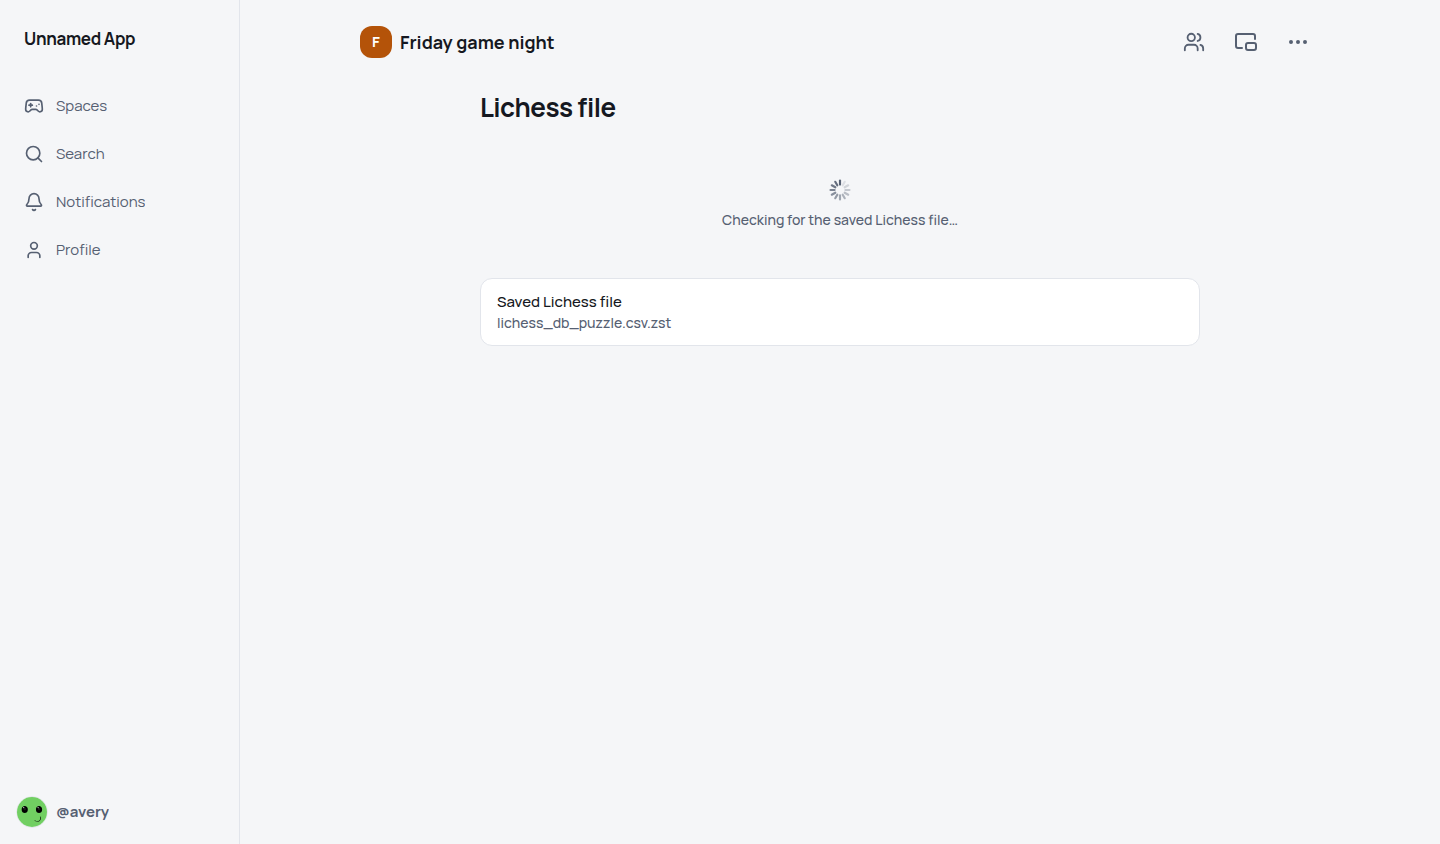 Unnamed App
Spaces
Search
Notifications
Profile
@avery
F
Friday game night
Lichess file
Checking for the saved Lichess file...
Saved Lichess file
lichess_db_puzzle.csv.zst